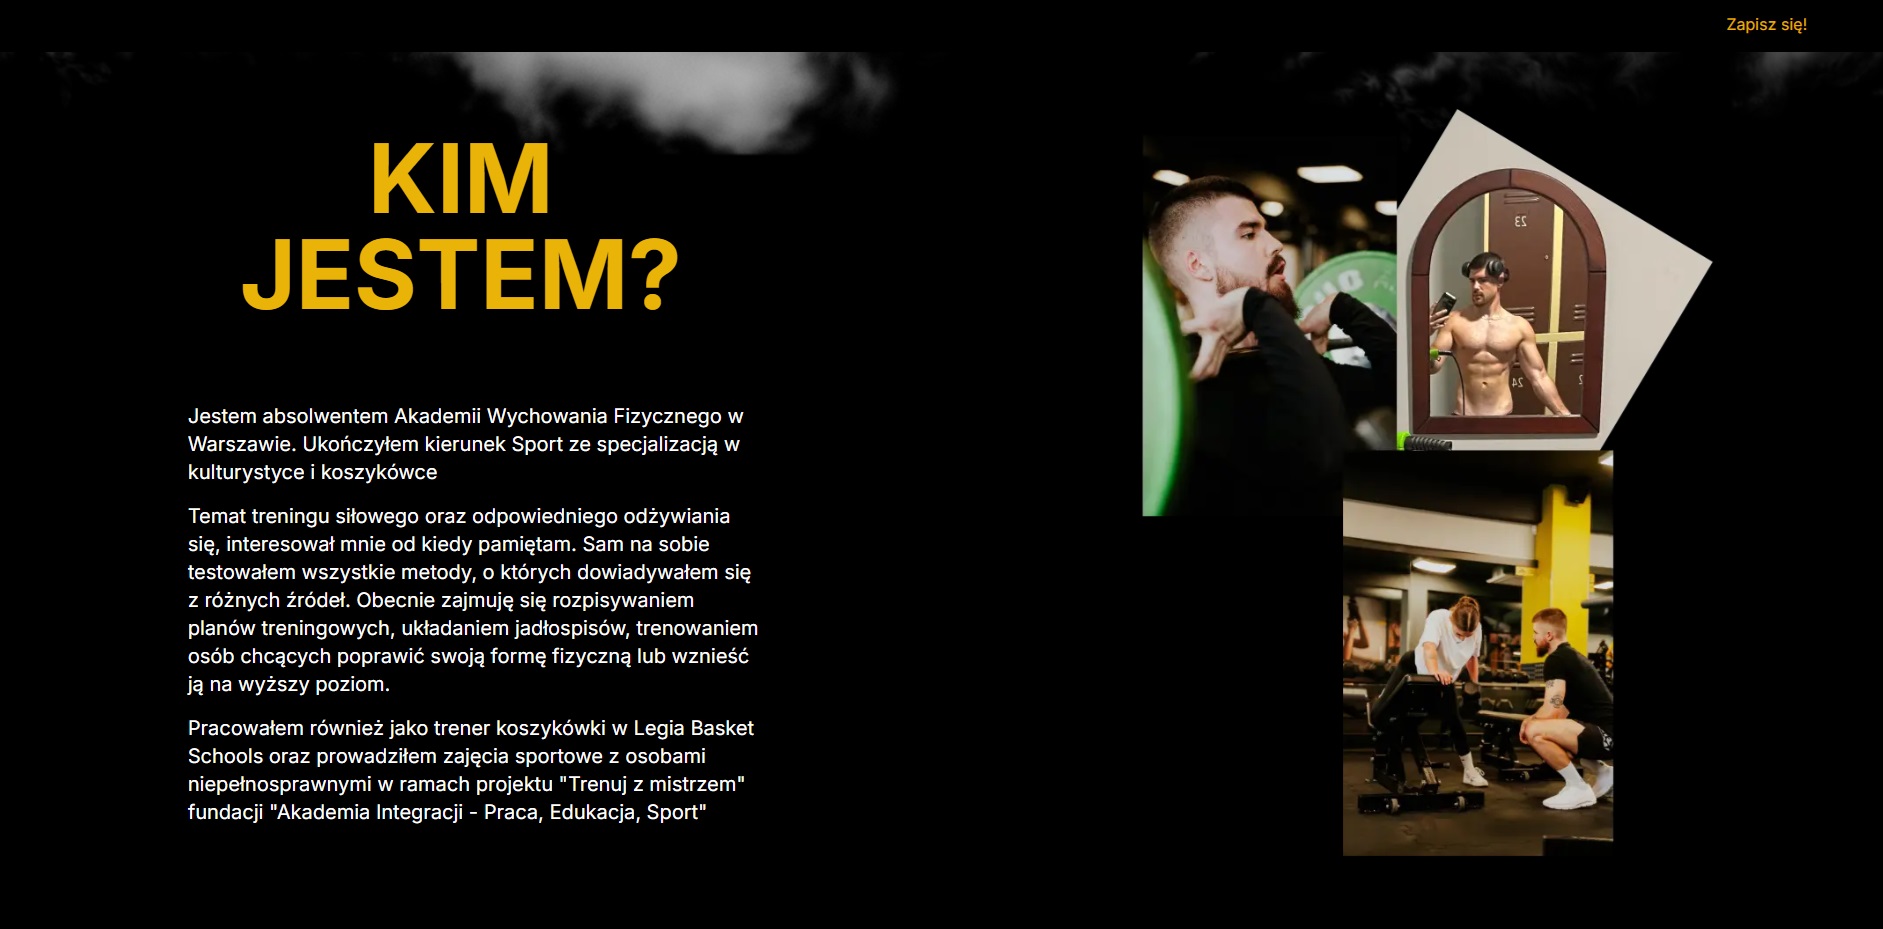 Zapisz się!
KIM
JESTEM?
Jestem absolwentem Akademii Wychowania Fizycznego w
Warszawie. Ukończyłem kierunek Sport ze specjalizacją w
kulturystyce i koszykówce
Temat treningu siłowego oraz odpowiedniego odżywiania
się, interesował mnie od kiedy pamiętam. Sam na sobie
testowałem wszystkie metody, o których dowiadywałem się
z różnych źródeł. Obecnie zajmuję się rozpisywaniem
planów treningowych, układaniem jadłospisów, trenowaniem
osób chcących poprawić swoją formę fizyczną lub wznieść
ją na wyższy poziom.
Pracowałem również jako trener koszykówki w Legia Basket
Schools oraz prowadziłem zajęcia sportowe z osobami
niepełnosprawnymi w ramach projektu "Trenuj z mistrzem"
fundacji "Akademia Integracji - Praca, Edukacja, Sport"
23
24